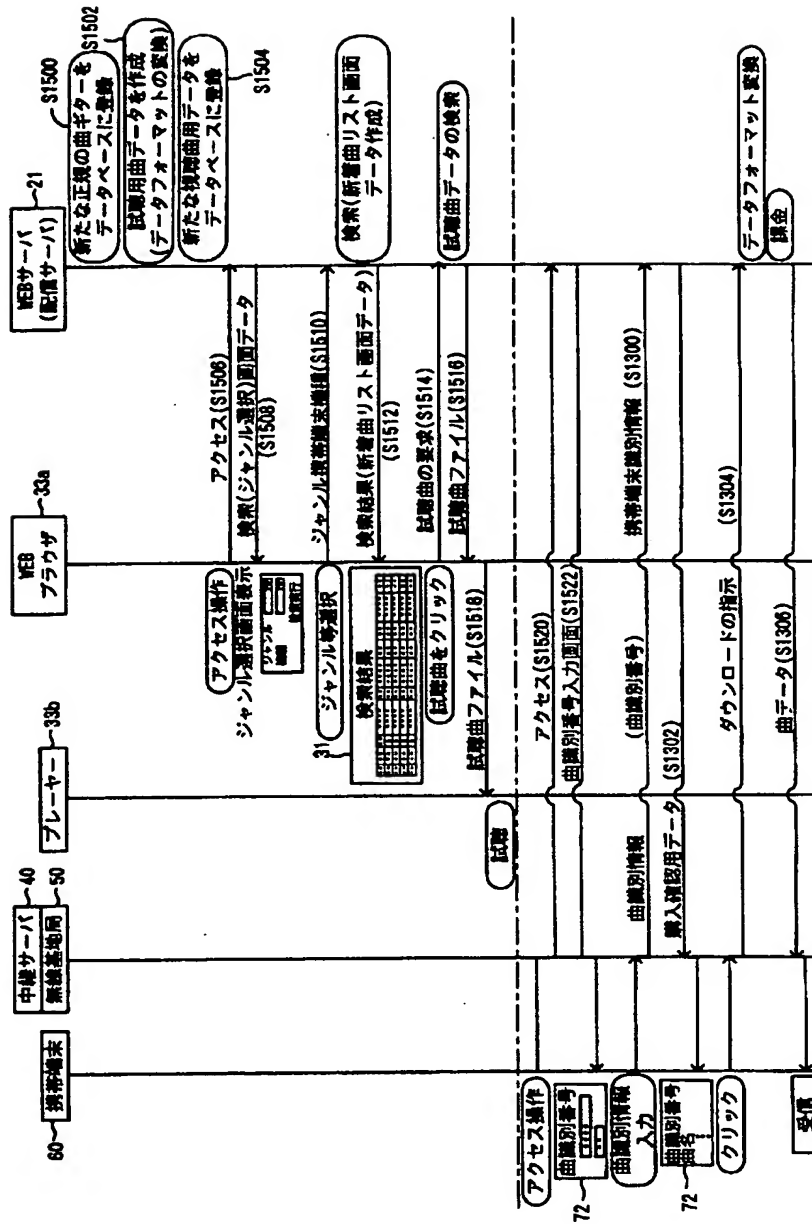 WEBサーバ
(配信サーバ)
21
新たな正規の曲ギターを
データベースに登録
S1500
試聴用曲データを作成
(データフォーマットの変換)
S1502
新たな視聴曲用データを
データベースに登録
S1504
WEB
ブラウザ
33a
プレーヤー
33b
中継サーバ
40
無線基地局
50
携帯端末
60
アクセス操作
アクセス(S1506)
検索(ジャンル選択)画面データ
(S1508)
ジャンル選択画面表示
ジャンル
検索実行
ジャンル等選択
ジャンル携帯端末機種(S1510)
検索(新着曲リスト画面
データ作成)
検索結果(新着曲リスト画面データ)
(S1512)
31
検索結果
試聴曲をクリック
試聴曲の要求(S1514)
試聴曲データの検索
試聴曲ファイル(S1516)
試聴曲ファイル(S1518)
試聴
アクセス操作
アクセス(S1520)
曲識別番号入力画面(S1522)
曲識別番号
72
曲識別情報
入力
曲識別情報
(曲識別番号)
携帯端末識別情報 (S1300)
購入確認用データ
(S1302)
曲識別番号
曲名
72
クリック
ダウンロードの指示
(S1304)
データフォーマット変換
課金
曲データ(S1306)
受信